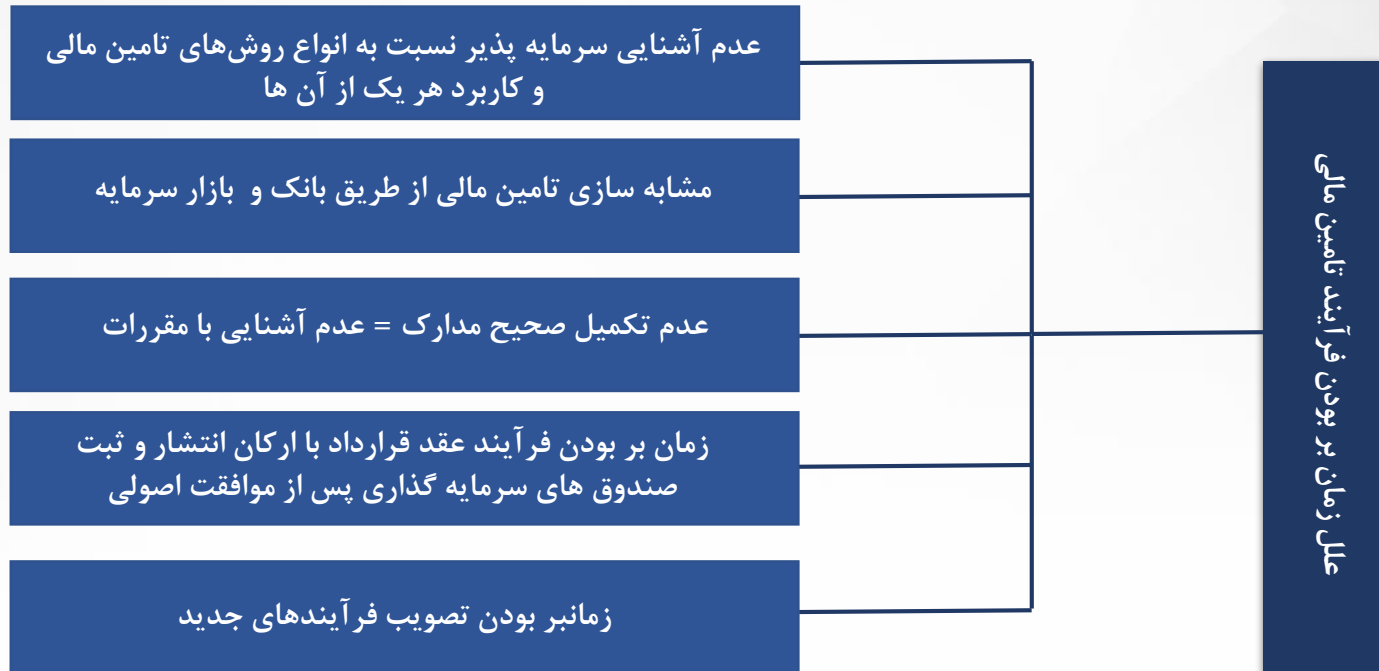 علل زمان بر بودن فرآیند تامین مالی
عدم آشنایی سرمایه پذیر نسبت به انواع روش‌های تامین مالی
و کاربرد هر یک از آن ها
مشابه سازی تامین مالی از طریق بانک و بازار سرمایه
عدم تکمیل صحیح مدارک = عدم آشنایی با مقررات
زمان بر بودن فرآیند عقد قرارداد با ارکان انتشار و ثبت
صندوق های سرمایه گذاری پس از موافقت اصولی
زمانبر بودن تصویب فرآیندهای جدید